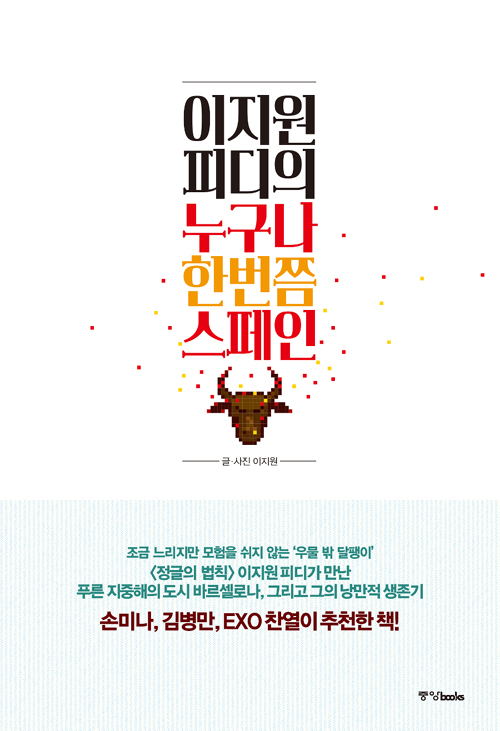 이지원
피디의
누구나
한번쯤
스페인
글·사진 이지원
조금 느리지만 모험을 쉬지 않는 ‘우물 밖 달팽이’
〈정글의 법칙〉 이지원 피디가 만난
푸른 지중해의 도시 바르셀로나, 그리고 그의 낭만적 생존기
손미나, 김병만, EXO 찬열이 추천한 책!
중앙books